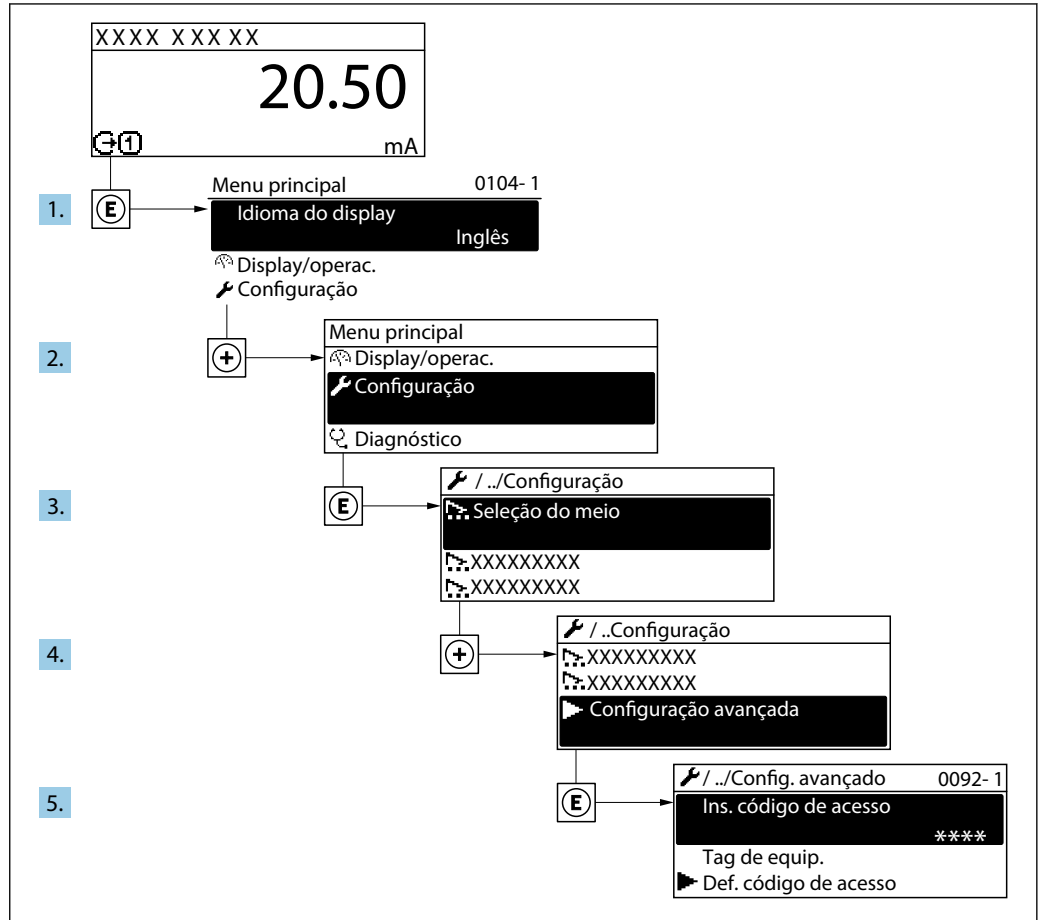 XXXX XXX XX
20.50
mA
1.
E
Menu principal 0104-1
Idioma do display
Inglês
Display/operac.
Configuração
2.
+
Menu principal
Display/operac.
Configuração
Diagnóstico
3.
E
/ ../Configuração
Seleção do meio
XXXXXXXXX
XXXXXXXXX
4.
+
/ ..Configuração
XXXXXXXXX
XXXXXXXXX
Configuração avançada
5.
E
/ ../Config. avançado 0092-1
Ins. código de acesso
****
Tag de equip.
Def. código de acesso